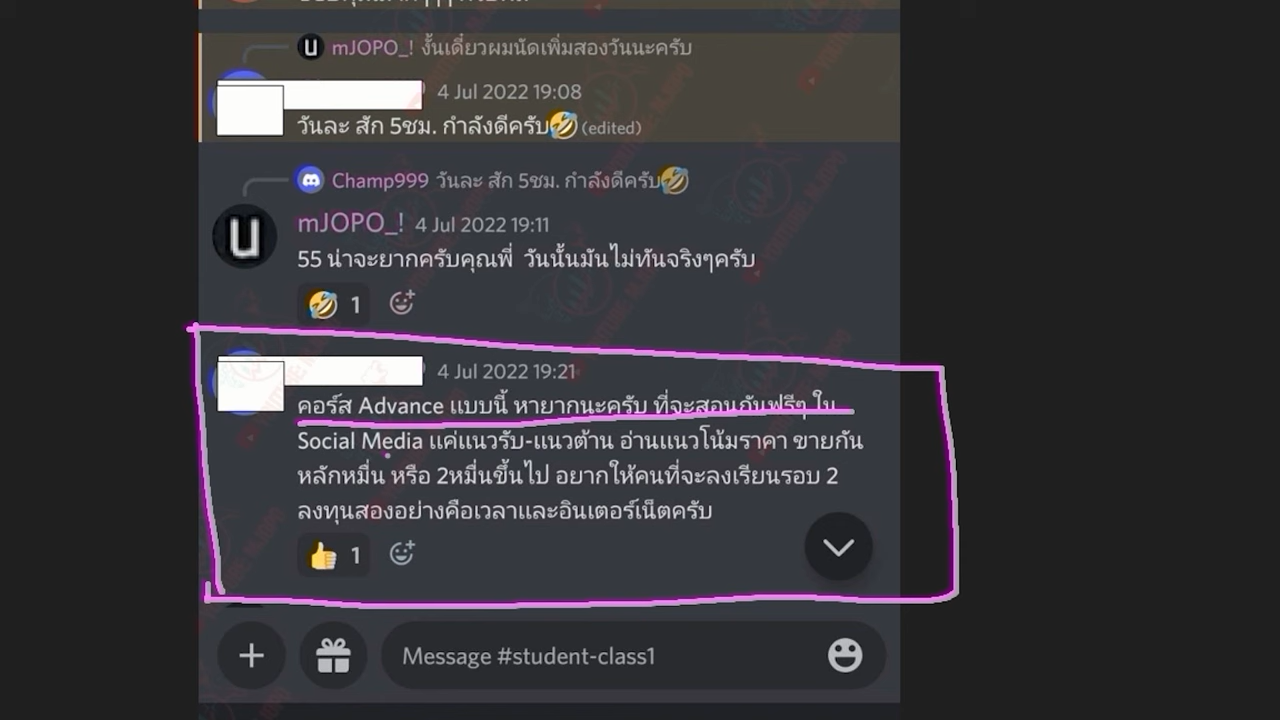 mJOPO_! งั้นเดี๋ยวผมนัดเพิ่มสองวันนะครับ
4 Jul 2022 19:08
วันละ สัก 5ชม. กำลังดีครับ🤣(edited)
Champ999 วันละ สัก 5ชม. กำลังดีครับ🤣
mJOPO_! 4 Jul 2022 19:11
55 น่าจะยากครับคุณพี่ วันนั้นมันไม่ทันจริงๆครับ
🤣 1
4 Jul 2022 19:21
คอร์ส Advance แบบนี้ หายากนะครับ ที่จะสอนกันฟรีๆ ใน
Social Media แค่แนวรับ-แนวต้าน อ่านแนวโน้มราคา ขายกัน
หลักหมื่น หรือ 2หมื่นขึ้นไป อยากให้คนที่จะลงเรียนรอบ 2
ลงทุนสองอย่างคือเวลาและอินเตอร์เน็ตครับ
👍 1
Message #student-class1